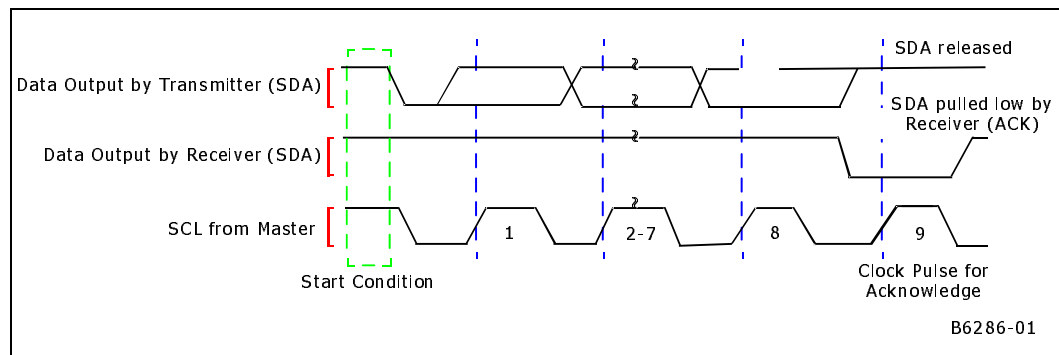 SDA released
Data Output by Transmitter (SDA)
SDA pulled low by
Receiver (ACK)
Data Output by Receiver (SDA)
SCL from Master
1
2-7
8
9
Start Condition
Clock Pulse for
Acknowledge
B6286-01